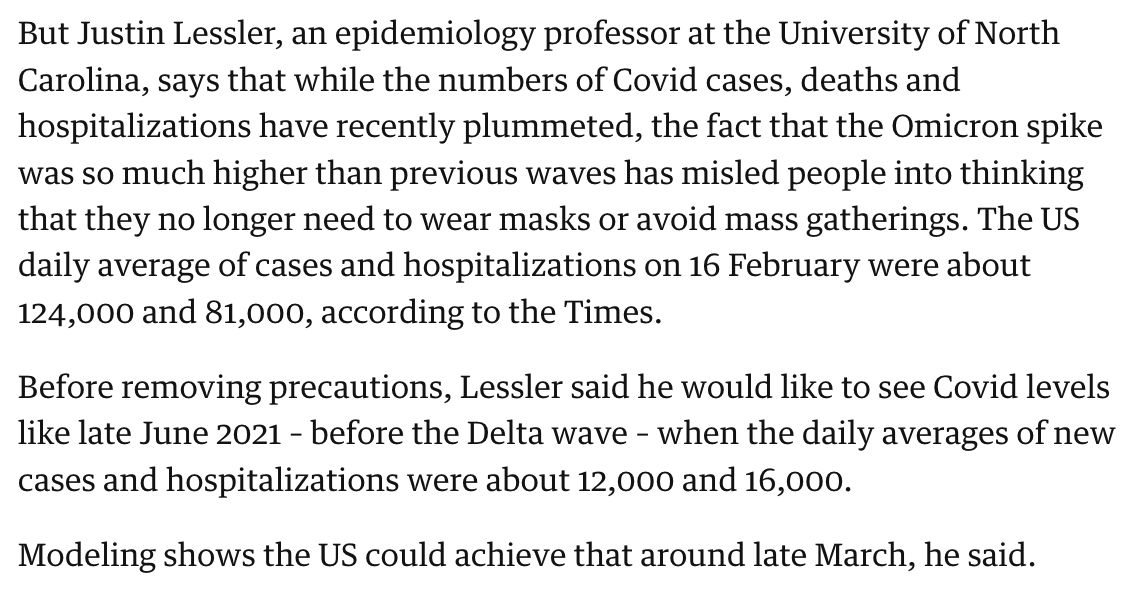 But Justin Lessler, an epidemiology professor at the University of North
Carolina, says that while the numbers of Covid cases, deaths and
hospitalizations have recently plummeted, the fact that the Omicron spike
was so much higher than previous waves has misled people into thinking
that they no longer need to wear masks or avoid mass gatherings. The US
daily average of cases and hospitalizations on 16 February were about
124,000 and 81,000, according to the Times.
Before removing precautions, Lessler said he would like to see Covid levels
like late June 2021 – before the Delta wave – when the daily averages of new
cases and hospitalizations were about 12,000 and 16,000.
Modeling shows the US could achieve that around late March, he said.